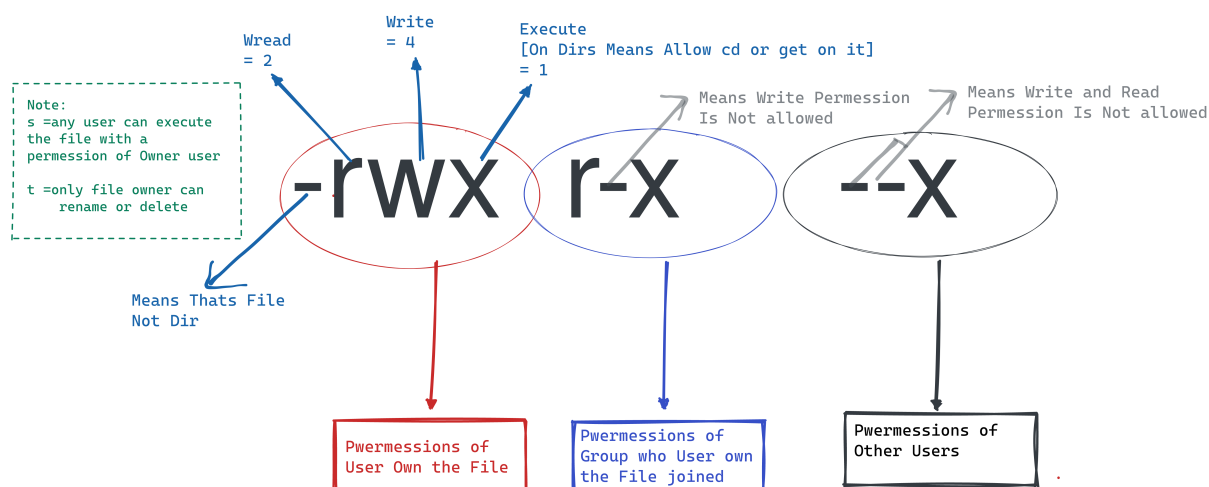 Write
= 4
Wread
= 2
Execute
[On Dirs Means Allow cd or get on it]
= 1
Means Write Permession
Is Not allowed
Means Write and Read
Permession Is Not allowed
Note:
s =any user can execute
the file with a
permession of Owner user
t =only file owner can
rename or delete
-rwx r-x --x
Means Thats File
Not Dir
Pwermessions of
User Own the File
Pwermessions of
Group who User own
the File joined
Pwermessions of
Other Users